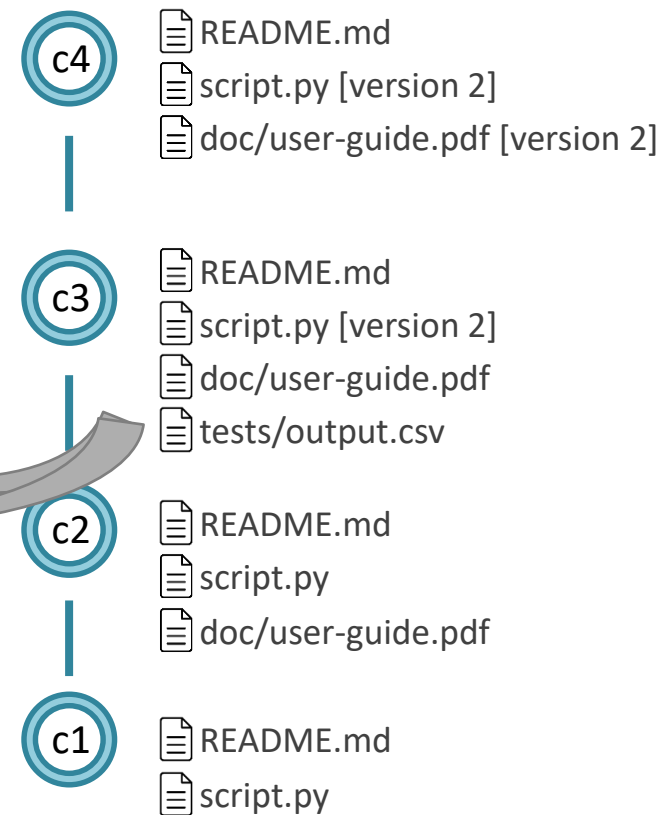 c4
README.md
script.py [version 2]
doc/user-guide.pdf [version 2]
c3
README.md
script.py [version 2]
doc/user-guide.pdf
tests/output.csv
c2
README.md
script.py
doc/user-guide.pdf
c1
README.md
script.py